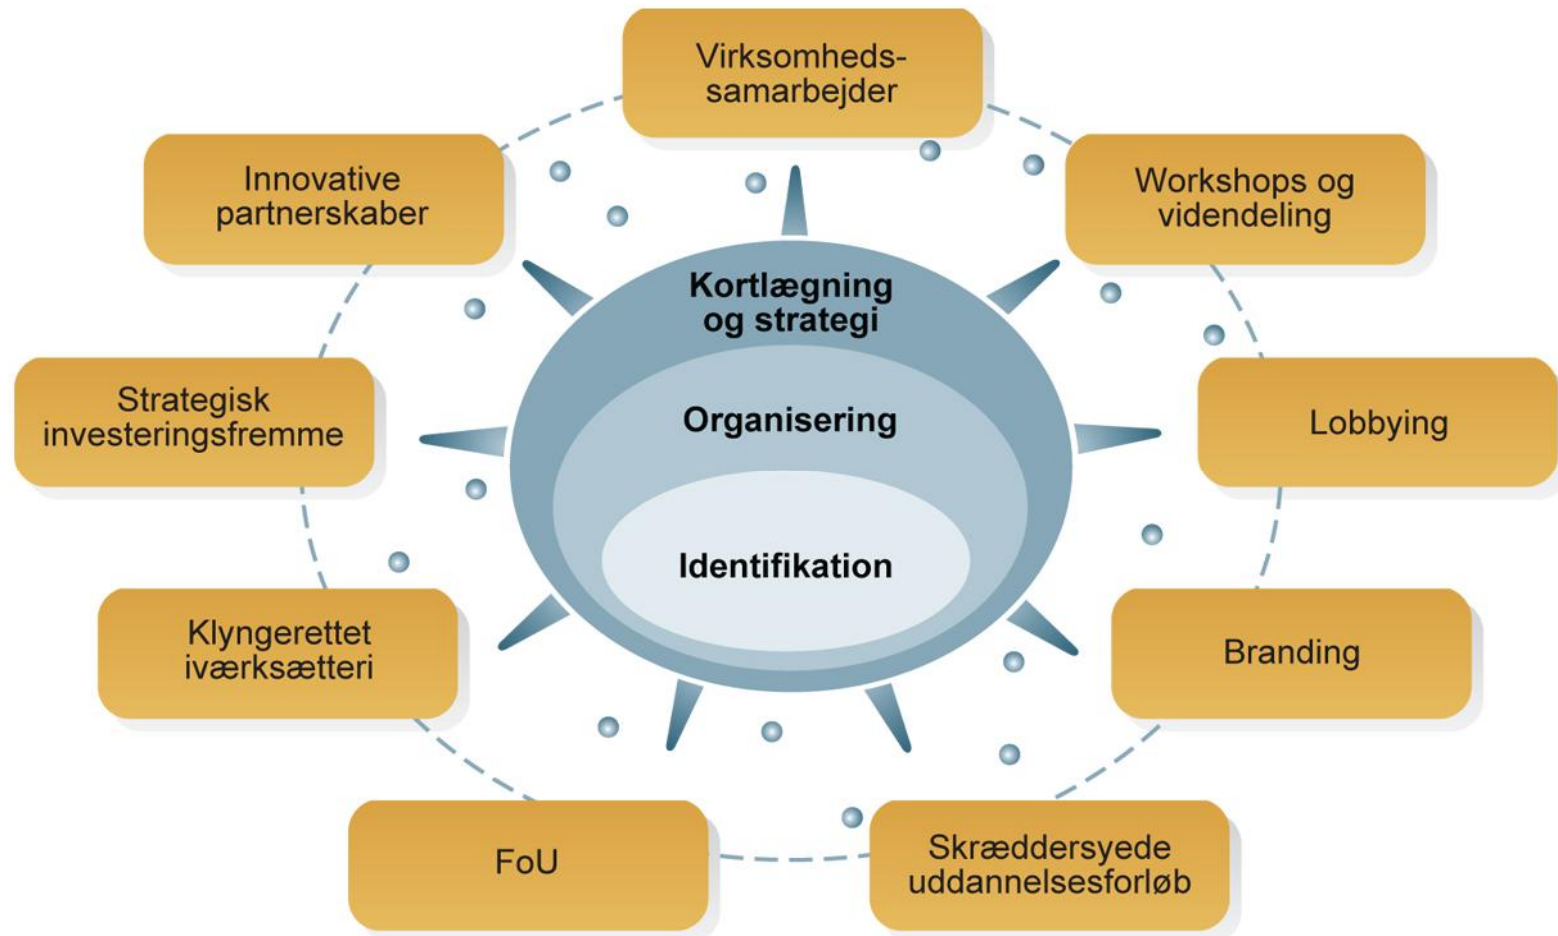 Virksomheds-
samarbejder
Innovative
partnerskaber
Workshops og
videndeling
Kortlægning
og strategi
Strategisk
investeringsfremme
Organisering
Lobbying
Identifikation
Klyngerettet
iværksætteri
Branding
FoU
Skræddersyede
uddannelsesforløb